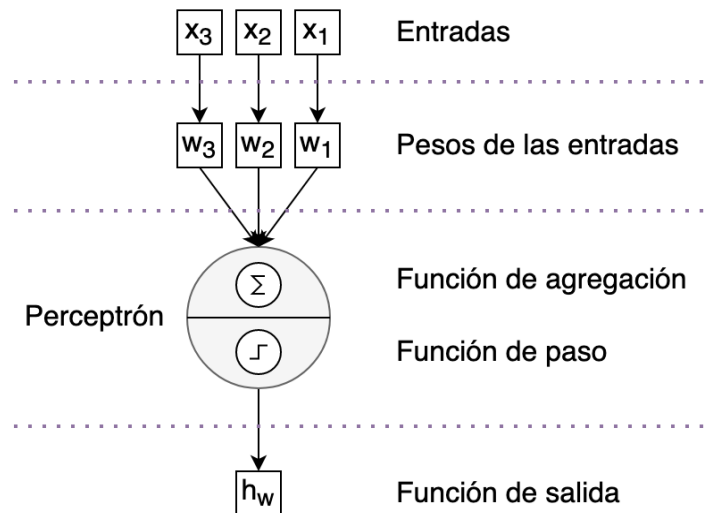 x3 x2 x1 Entradas
w3 w2 w1 Pesos de las entradas
Σ Función de agregación
Perceptrón
Función de paso
hw Función de salida